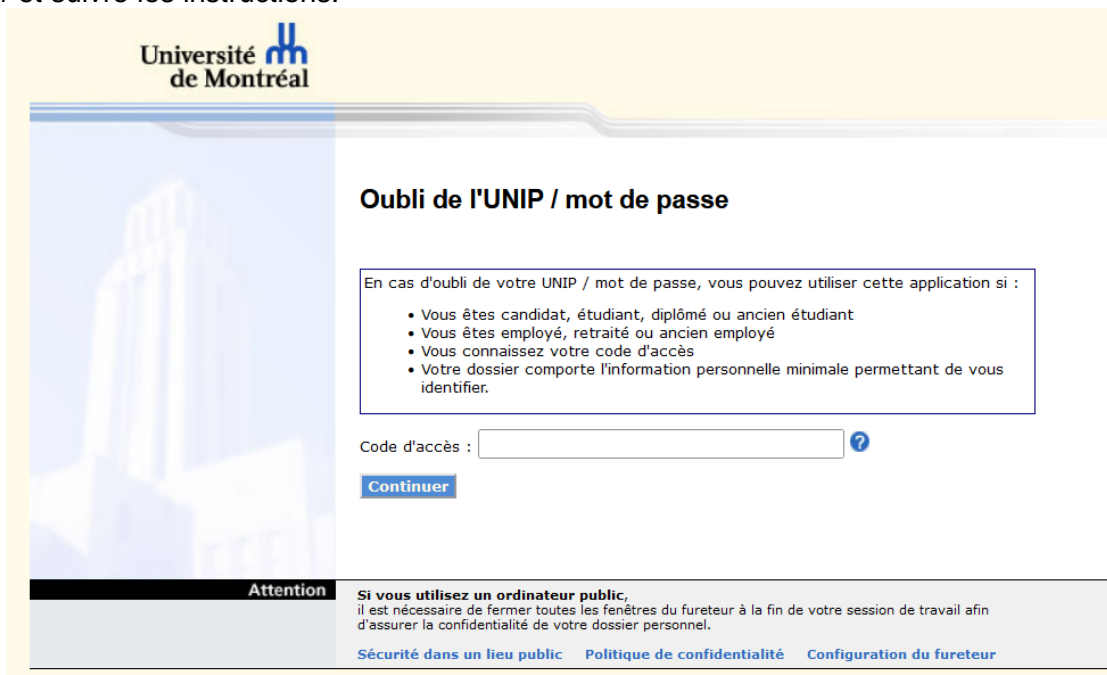 et suivre les instructions.
Université
de Montréal
Oubli de l'UNIP / mot de passe
En cas d'oubli de votre UNIP / mot de passe, vous pouvez utiliser cette application si :
• Vous êtes candidat, étudiant, diplômé ou ancien étudiant
• Vous êtes employé, retraité ou ancien employé
• Vous connaissez votre code d'accès
• Votre dossier comporte l'information personnelle minimale permettant de vous
identifier.
Code d'accès :
?
Continuer
Attention
Si vous utilisez un ordinateur public,
il est nécessaire de fermer toutes les fenêtres du fureteur à la fin de votre session de travail afin
d'assurer la confidentialité de votre dossier personnel.
Sécurité dans un lieu public Politique de confidentialité Configuration du fureteur